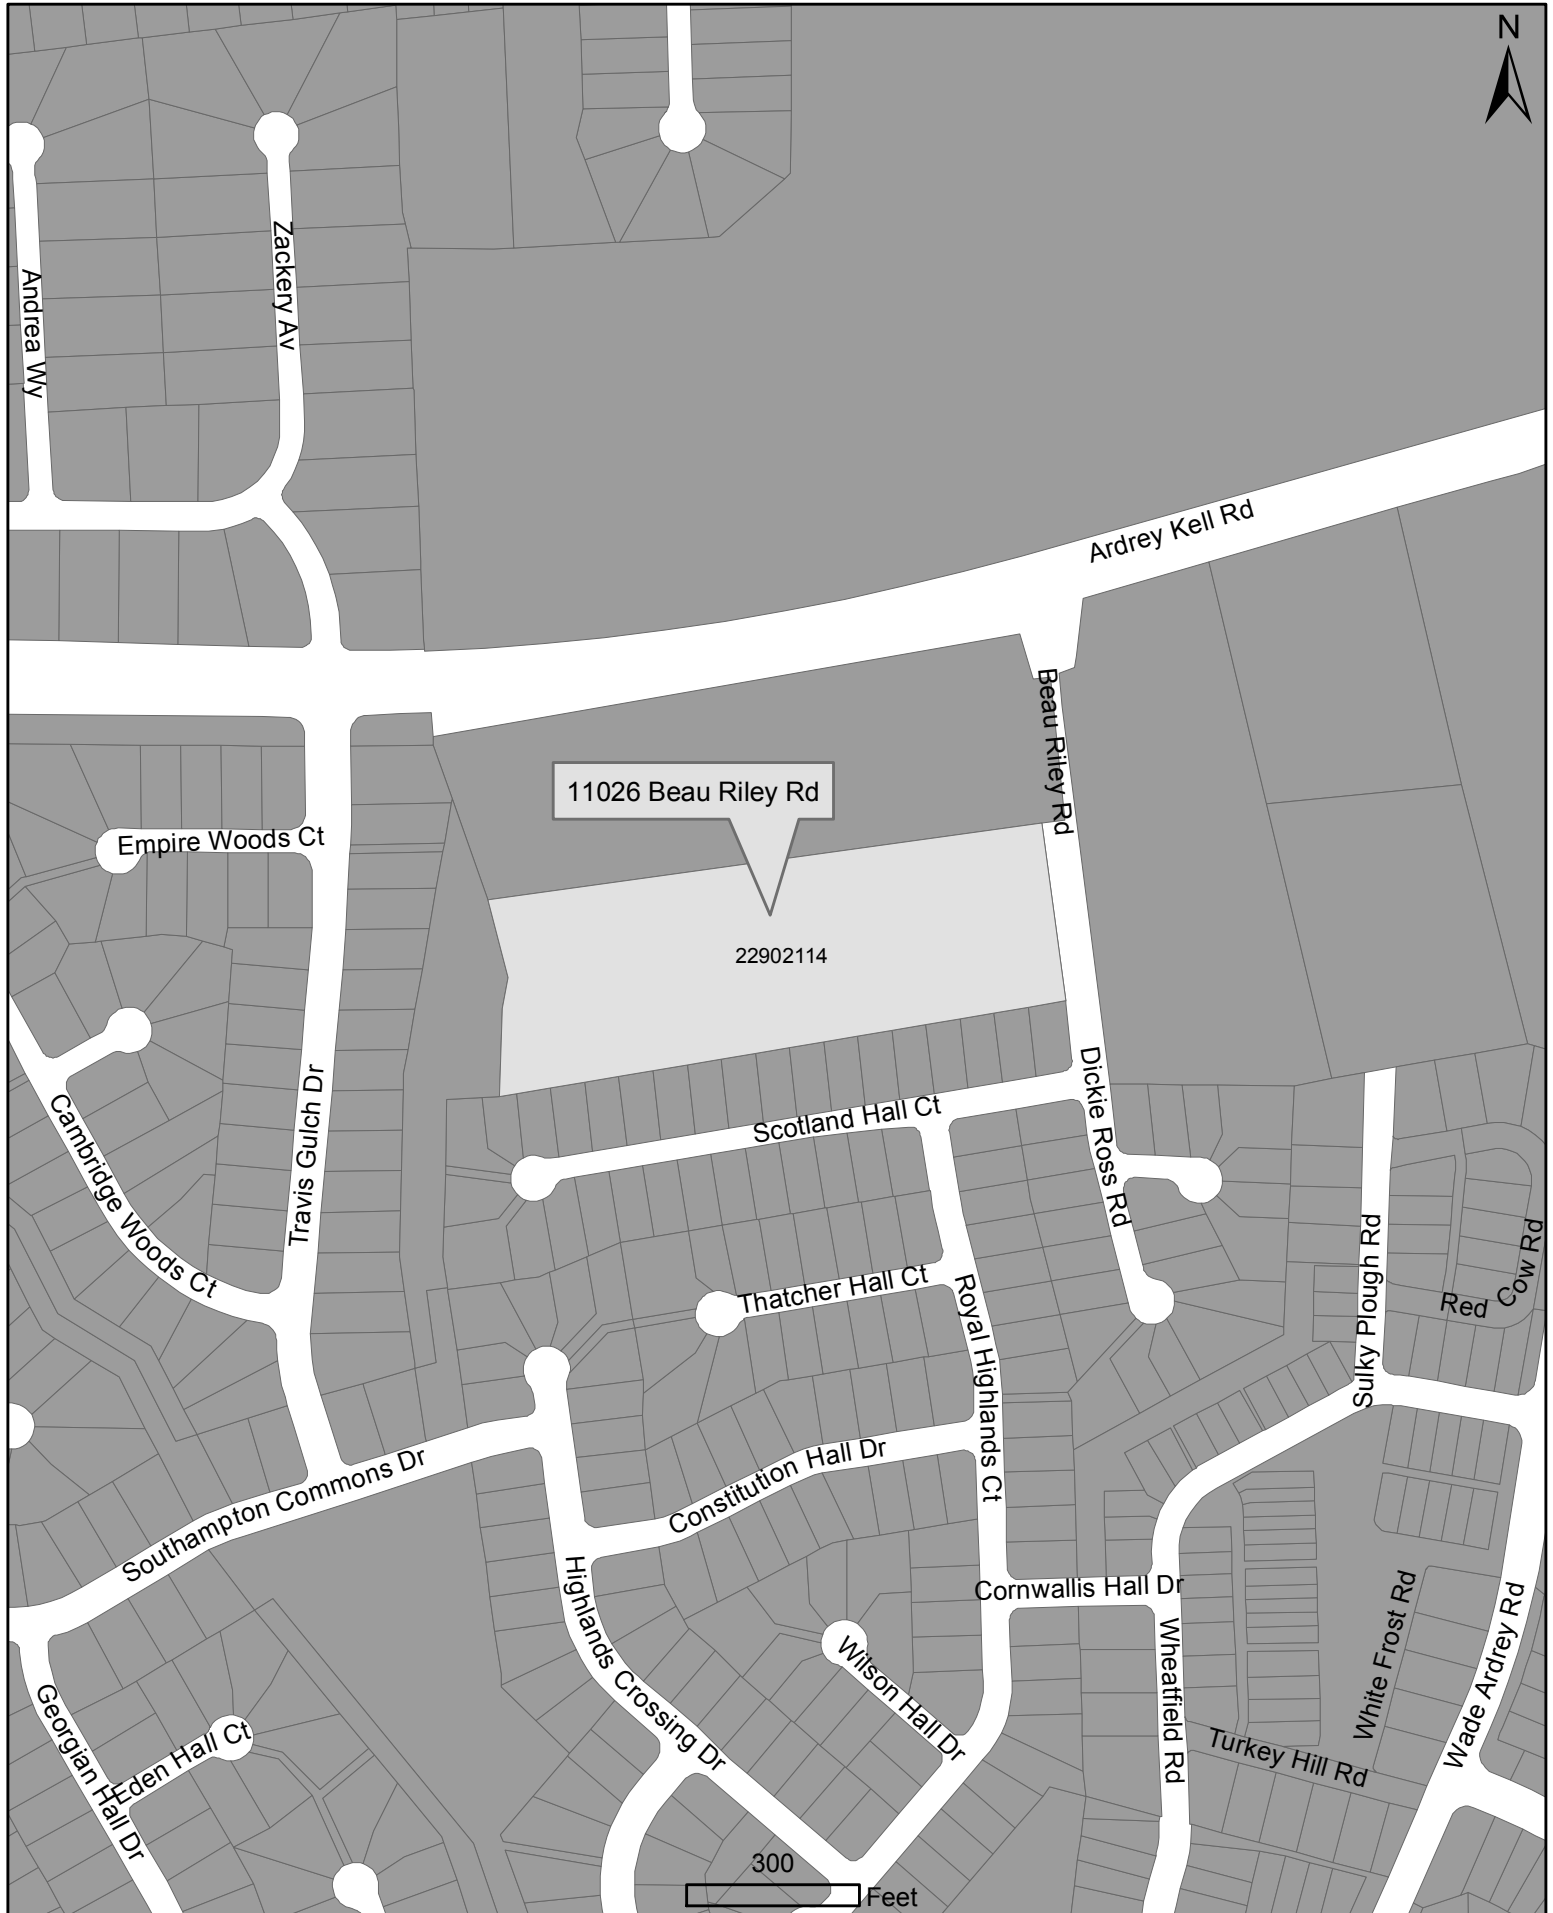 N
Andrea Wy
Zackery Av
Ardrey Kell Rd
Beau Riley Rd
11026 Beau Riley Rd
Empire Woods Ct
22902114
Travis Gulch Dr
Cambridge Woods Ct
Scotland Hall Ct
Dickie Ross Rd
Thatcher Hall Ct
Royal Highlands Ct
Sulky Plough Rd
Red Cow Rd
Constitution Hall Dr
Southampton Commons Dr
Highlands Crossing Dr
Cornwallis Hall Dr
Wilson Hall Dr
Wheatfield Rd
White Frost Rd
Wade Ardrey Rd
Turkey Hill Rd
Georgian Hall Dr
Eden Hall Ct
300
Feet